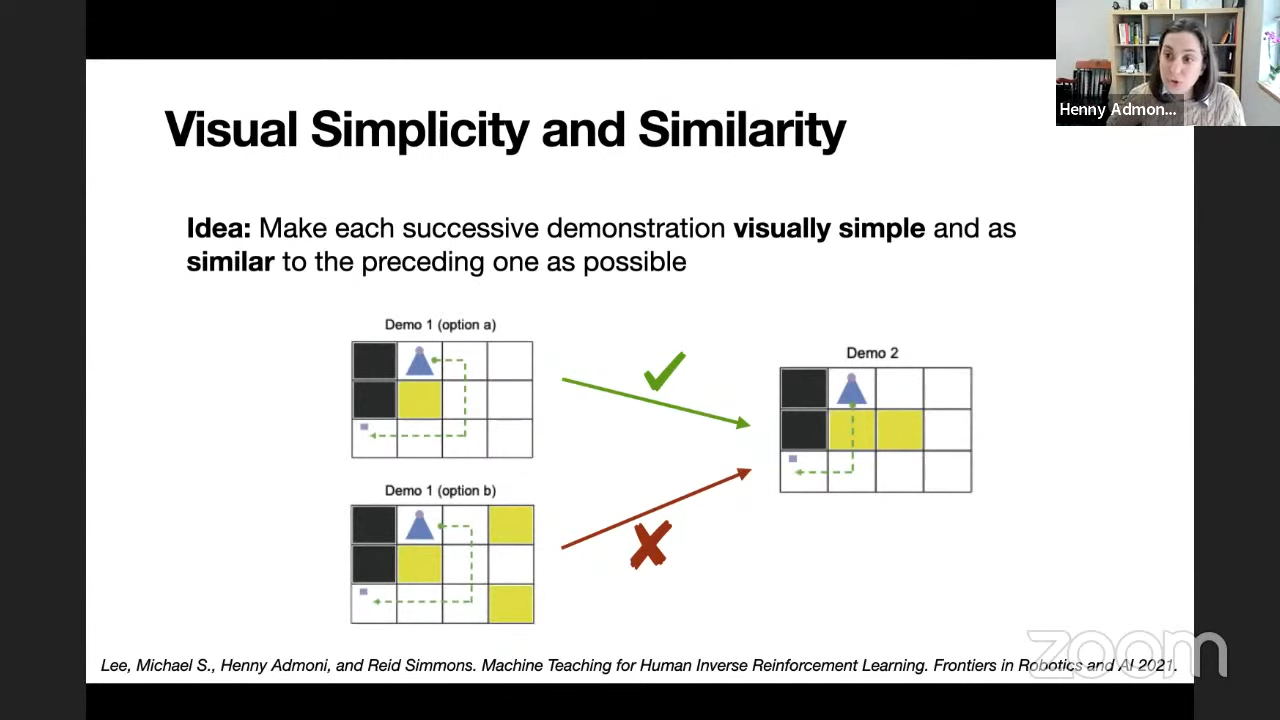 Henny Admon...
Visual Simplicity and Similarity
Idea: Make each successive demonstration visually simple and as
similar to the preceding one as possible
Demo 1 (option a)
Demo 2
Demo 1 (option b)
Lee, Michael S., Henny Admoni, and Reid Simmons. Machine Teaching for Human Inverse Reinforcement Learning. Frontiers in Robotics and AI 2021.
zoom